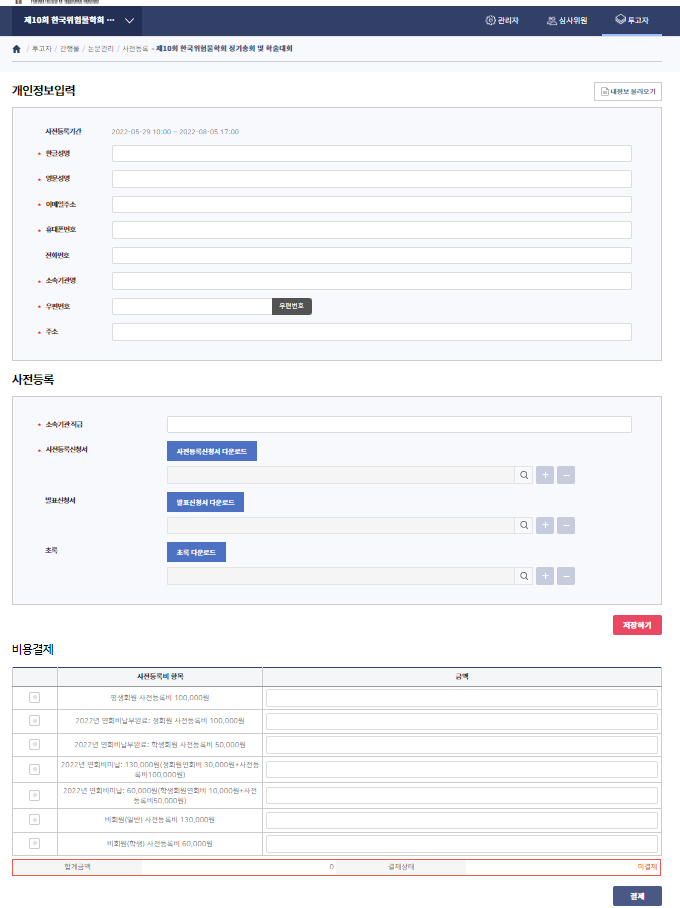 제10회 한국위험물학회 ...
관리자
심사위원
투고자
/ 투고자 / 간행물 / 논문관리 / 사전등록 - 제10회 한국위험물학회 정기총회 및 학술대회
개인정보입력
내정보 불러오기
사전등록기간
2022-05-29 10:00 ~ 2022-08-05 17:00
한글성명
영문성명
이메일주소
휴대폰번호
전화번호
소속기관명
우편번호
우편번호
주소
사전등록
소속기관 직급
사전등록신청서
사전등록신청서 다운로드
발표신청서
발표신청서 다운로드
초록
초록 다운로드
저장하기
비용결제
사전등록비 항목
금액
평생회원 사전등록비 100,000원
2022년 연회비납부완료: 정회원 사전등록비 100,000원
2022년 연회비납부완료: 학생회원 사전등록비 50,000원
2022년 연회비미납: 130,000원(정회원연회비 30,000원+사전등
록비100,000원)
2022년 연회비미납: 60,000원(학생회원연회비 10,000원+사전
등록비50,000원)
비회원(일반) 사전등록비 130,000원
비회원(학생) 사전등록비 60,000원
합계금액
0
결제상태
미결제
결제